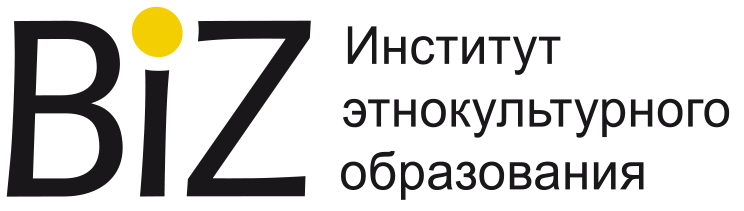 BiZ
Институт
этнокультурного
образования